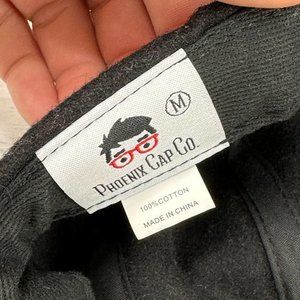 M
PHOENIX CAP CO.
100% COTTON
MADE IN CHINA